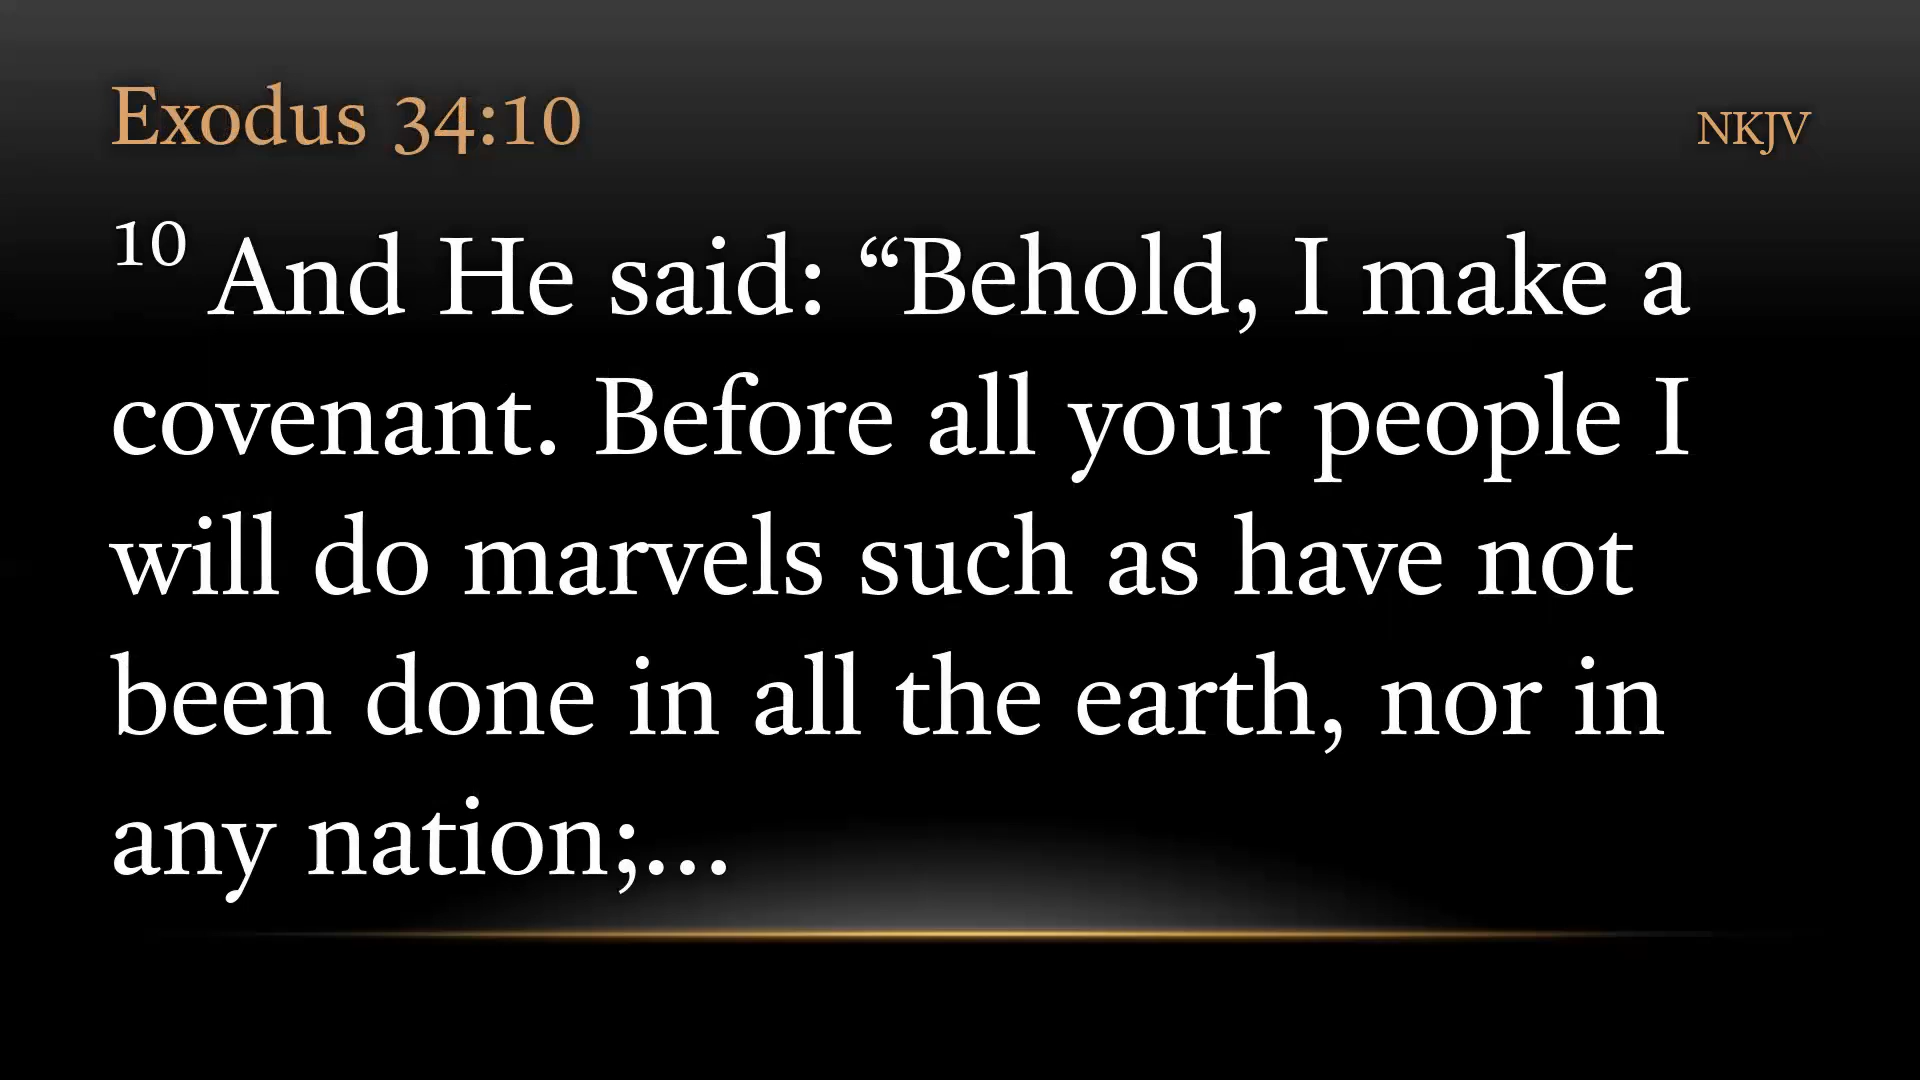 Exodus 34:10
NKJV
10 And He said: “Behold, I make a
covenant. Before all your people I
will do marvels such as have not
been done in all the earth, nor in
any nation;...